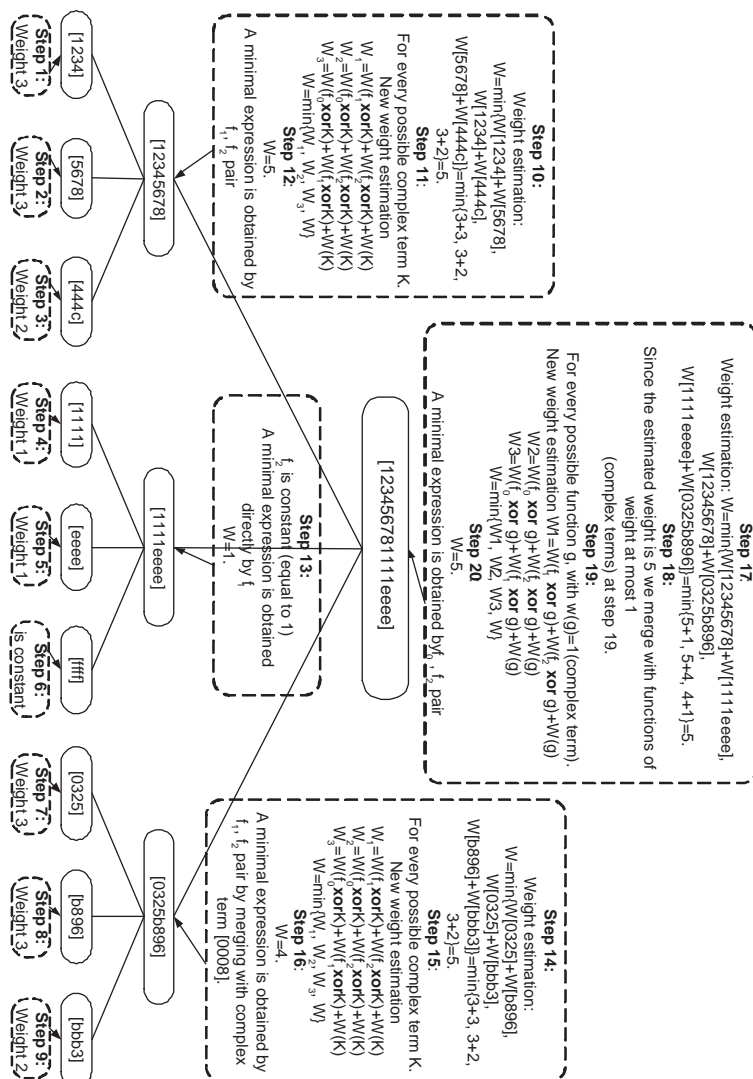 Step 17:
Weight estimation: W=min{W[12345678]+W[1111eeee],
W[12345678]+W[0325b896],
W[1111eeee]+W[0325b896]}=min{5+1, 5+4, 4+1}=5.
Step 18:
Since the estimated weight is 5 we merge with functions of
weight at most 1
(complex terms) at step 19.
Step 19:
For every possible function g, with w(g)=1(complex term).
New weight estimation W1=W(f₁ xor g)+W(f₂ xor g)+W(g)
W2=W(f₀ xor g)+W(f₂ xor g)+W(g)
W3=W(f₀ xor g)+W(f₁ xor g)+W(g)
W=min{W1, W2, W3, W}
Step 20:
W=5.
A minimal expression is obtained by f₀, f₂ pair
[123456781111eeee]
Step 10:
Weight estimation:
W=min{W[1234]+W[5678],
W[1234]+W[444c],
W[5678]+W[444c]}=min{3+3, 3+2,
3+2}=5.
Step 11:
For every possible complex term K.
New weight estimation
W₁=W(f₁xorK)+W(f₂xorK)+W(K)
W₂=W(f₀xorK)+W(f₂xorK)+W(K)
W₃=W(f₀xorK)+W(f₁xorK)+W(K)
W=min{W₁, W₂, W₃, W}
Step 12:
W=5.
A minimal expression is obtained by
f₁, f₂ pair
Step 13:
f₂ is constant (equal to 1)
A minimal expression is obtained
directly by f₁
W=1.
Step 14:
Weight estimation:
W=min{W[0325]+W[b896],
W[0325]+W[bbb3],
W[b896]+W[bbb3]}=min{3+3, 3+2,
3+2}=5.
Step 15:
For every possible complex term K.
New weight estimation
W₁=W(f₁xorK)+W(f₂xorK)+W(K)
W₂=W(f₀xorK)+W(f₂xorK)+W(K)
W₃=W(f₀xorK)+W(f₁xorK)+W(K)
W=min{W₁, W₂, W₃, W}
Step 16:
W=4.
A minimal expression is obtained by
f₁, f₂ pair by merging with complex
term [0008].
[12345678]
[1111eeee]
[0325b896]
[1234]
[5678]
[444c]
[1111]
[eeee]
[ffff]
[0325]
[b896]
[bbb3]
Step 1:
Weight 3
Step 2:
Weight 3
Step 3:
Weight 2
Step 4:
Weight 1
Step 5:
Weight 1
Step 6:
is constant
Step 7:
Weight 3
Step 8:
Weight 3
Step 9:
Weight 2